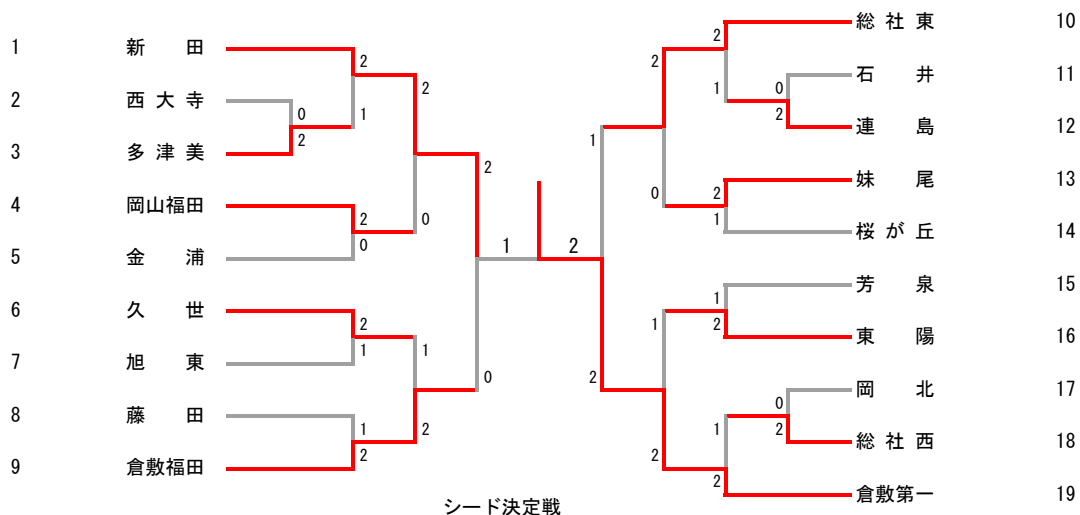 1 新田 2
2 西大寺 0 1 2
3 多津美 2 2
4 岡山福田 2 0
5 金浦 0 1
6 久世 2
7 旭東 1 1 0
8 藤田 1 2
9 倉敷福田 2
総社東 10
2 2
石井 11
1 0
連島 12
2 1
妹尾 13
0 2
桜が丘 14
1 2
芳泉 15
1 1
東陽 16
2
岡北 17
2 0
総社西 18
1 2
倉敷第一 19
2 2
シード決定戦